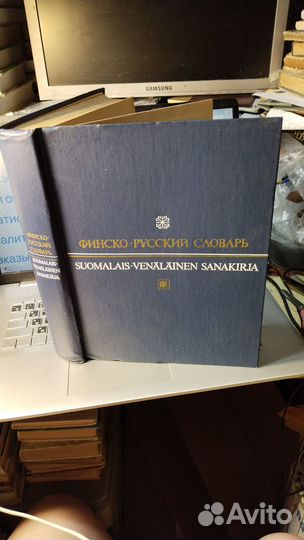 SAMSUNG
ФИНСКО-РУССКИЙ СЛОВАРЬ
SUOMALAIS-VENÄLÄINEN SANAKIRJA
ФИНСКО-
РУССКИЙ
СЛОВАРЬ
SUOMALAIS-
VENÄLÄINEN
SANAKIRJA
Avito